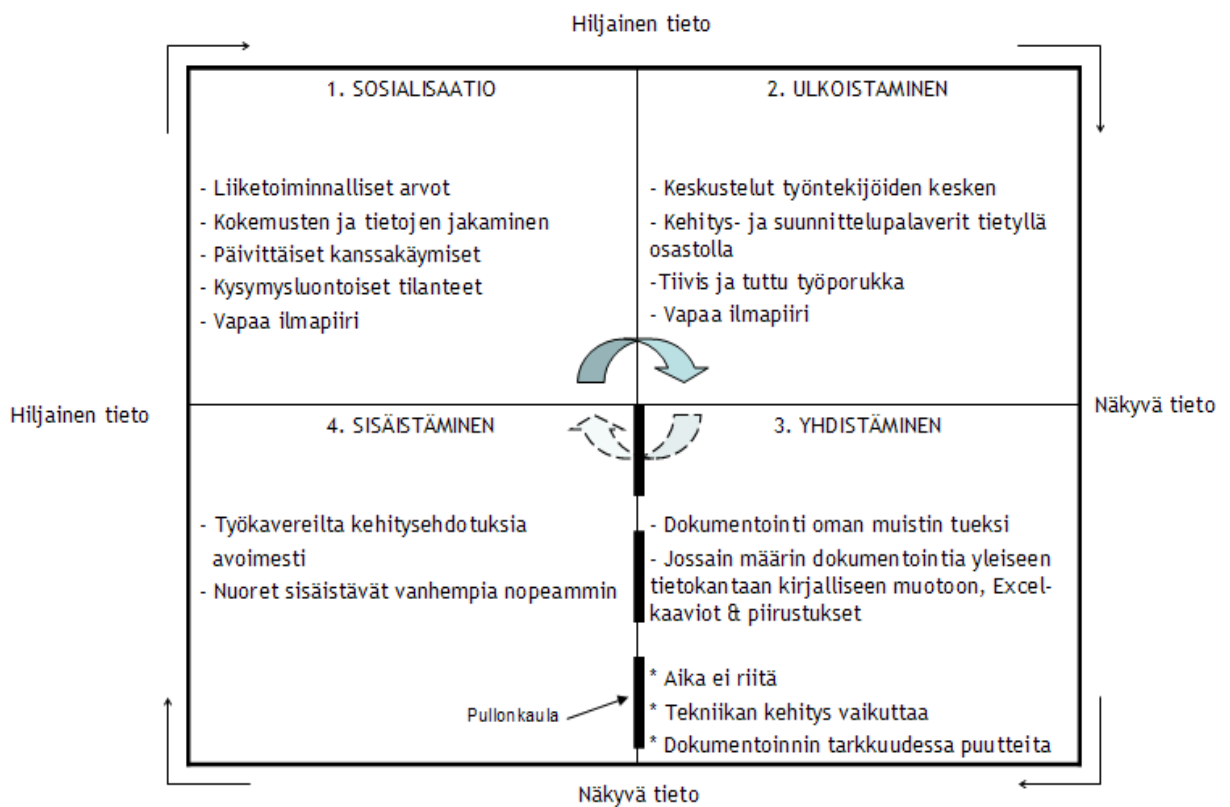 Hiljainen tieto
1. SOSIALISAATIO
- Liiketoiminnalliset arvot
- Kokemusten ja tietojen jakaminen
- Päivittäiset kanssakäymiset
- Kysymysluontoiset tilanteet
- Vapaa ilmapiiri
2. ULKOISTAMINEN
- Keskustelut työntekijöiden kesken
- Kehitys- ja suunnittelupalaverit tietyllä
osastolla
-Tiivis ja tuttu työporukka
- Vapaa ilmapiiri
Hiljainen tieto
Näkyvä tieto
4. SISÄISTÄMINEN
- Työkavereilta kehitysehdotuksia
avoimesti
- Nuoret sisäistävät vanhempia nopeammin
Pullonkaula
3. YHDISTÄMINEN
- Dokumentointi oman muistin tueksi
- Jossain määrin dokumentointia yleiseen
tietokantaan kirjalliseen muotoon, Excel-
kaaviot & piirustukset
* Aika ei riitä
* Tekniikan kehitys vaikuttaa
* Dokumentoinnin tarkkuudessa puutteita
Näkyvä tieto